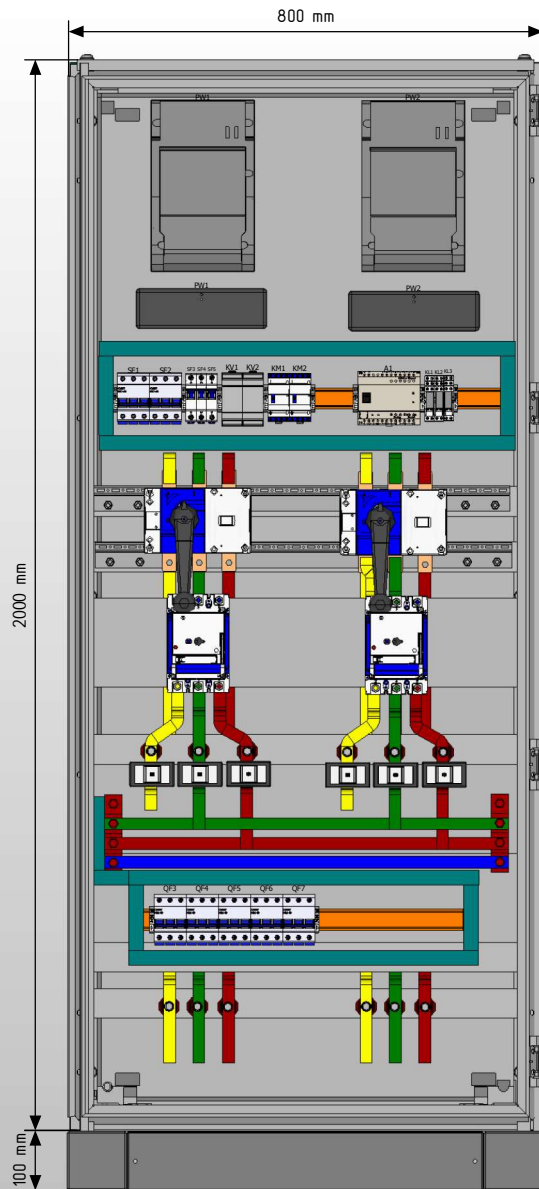 800 mm
PW1 PW2
PW1 PW2
SF1 SF2 SF3 SF4 SF5 KV1 KV2 KM1 KM2 A1 KL1 KL2 KL3
2000 mm
QF3 QF4 QF5 QF6 QF7
100 mm